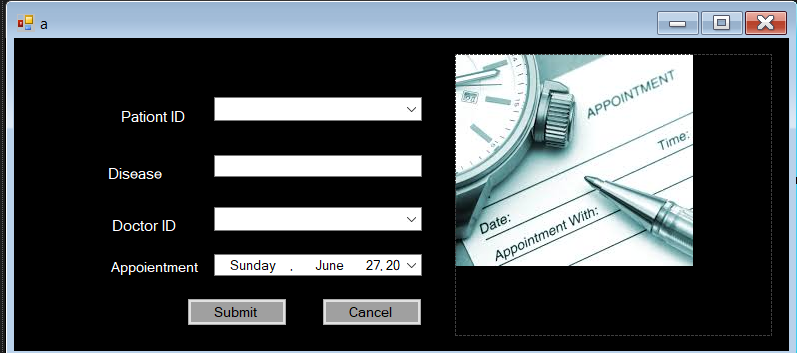 a
Pationt ID
Disease
Doctor ID
Appoientment
Sunday , June 27, 20
Submit Cancel
APPOINTMENT
Time:
Date:
Appointment With: